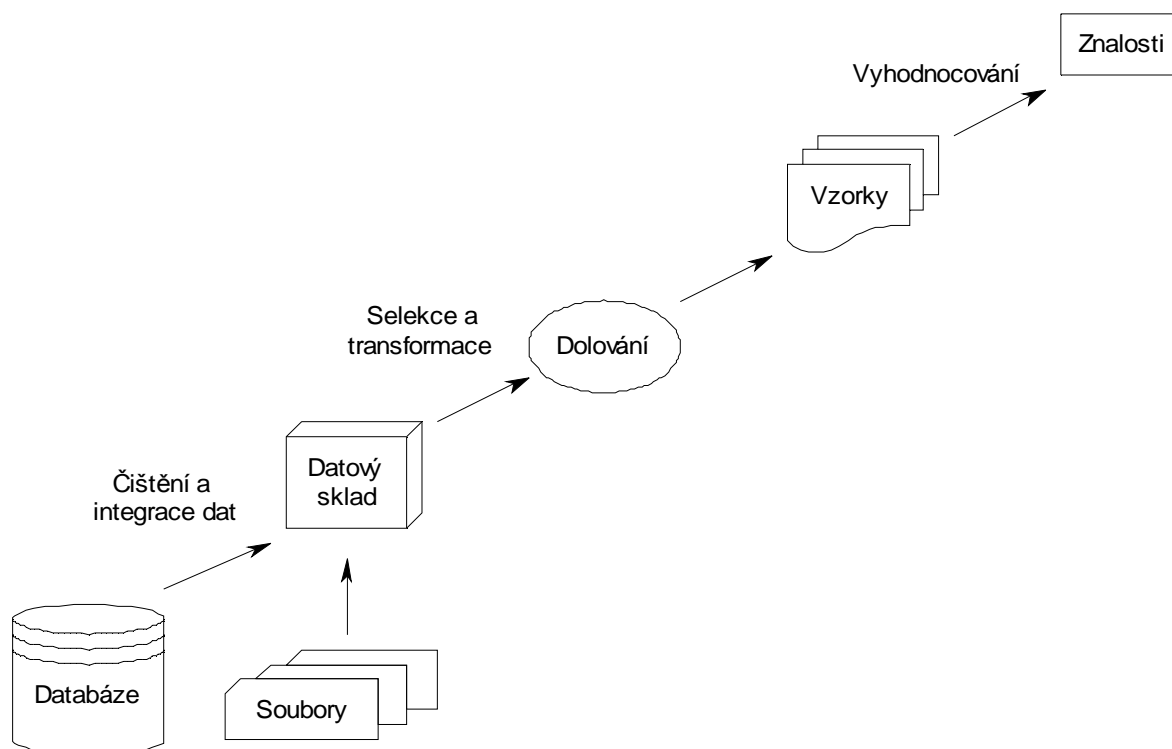 Znalosti
Vyhodnocování
Vzorky
Selekce a
transformace
Dolování
Datový
sklad
Čištění a
integrace dat
Databáze
Soubory